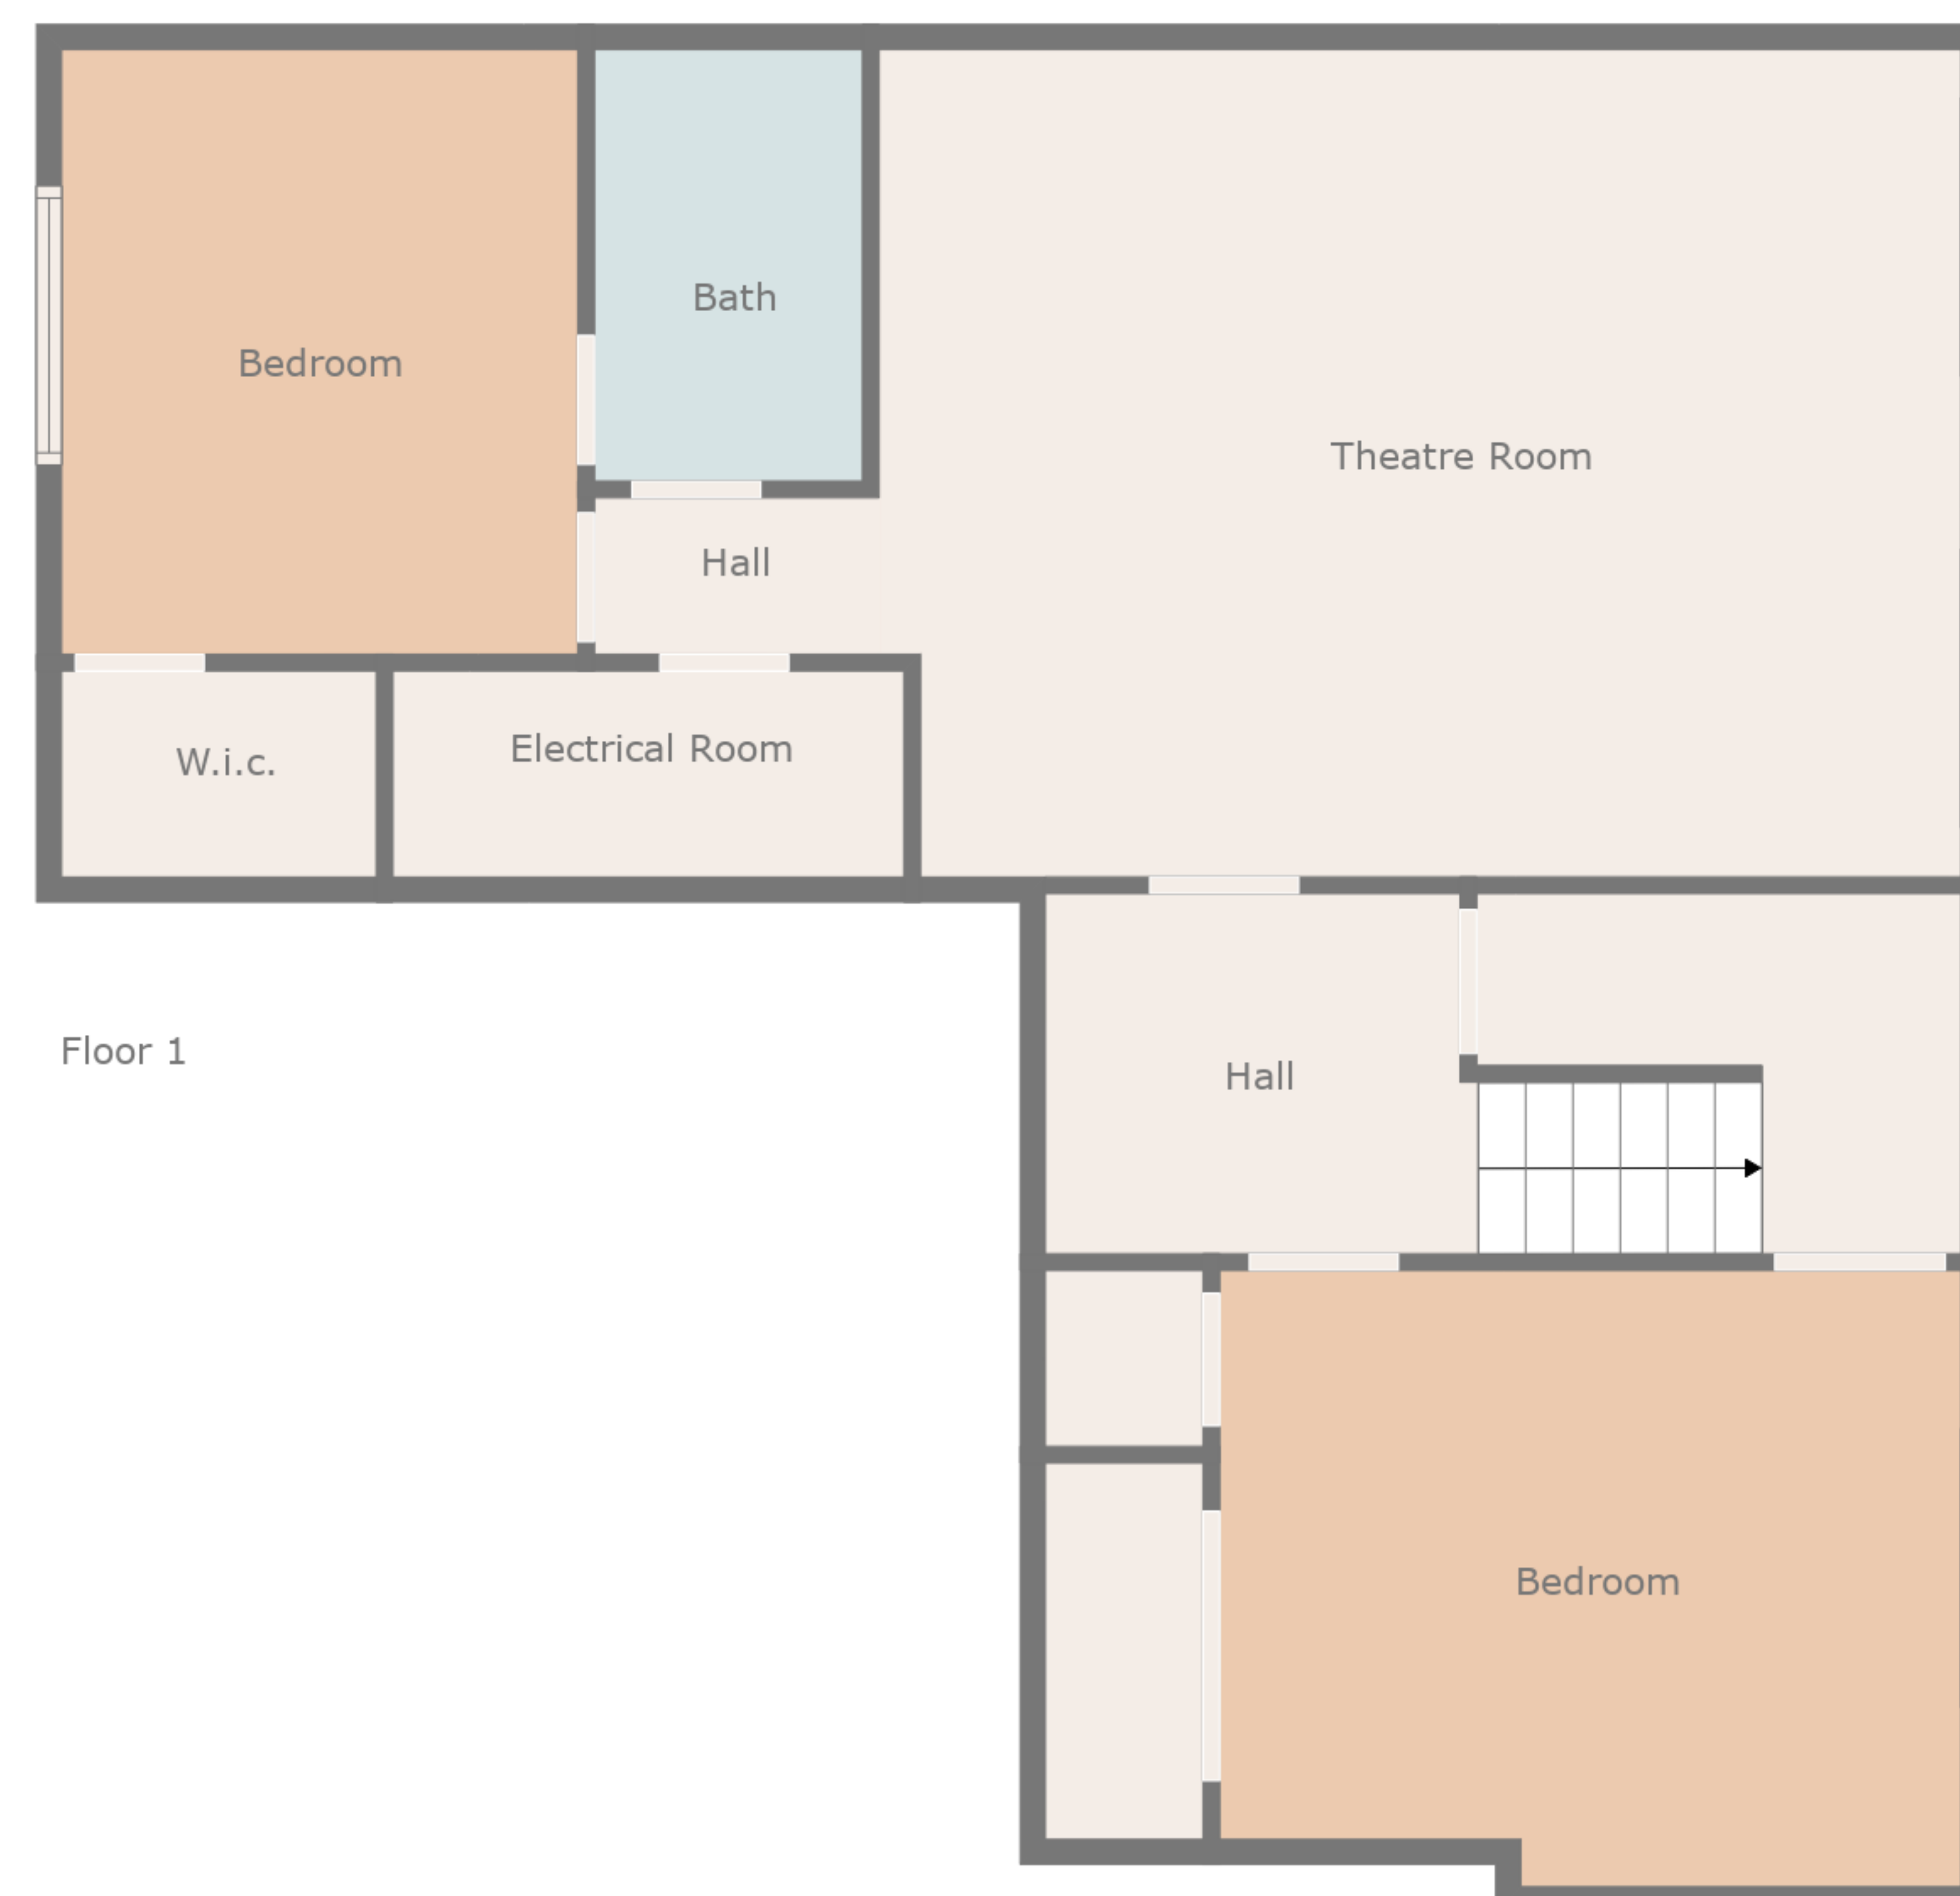 Bath
Bedroom
Theatre Room
Hall
Electrical Room
W.i.c.
Floor 1
Hall
Bedroom